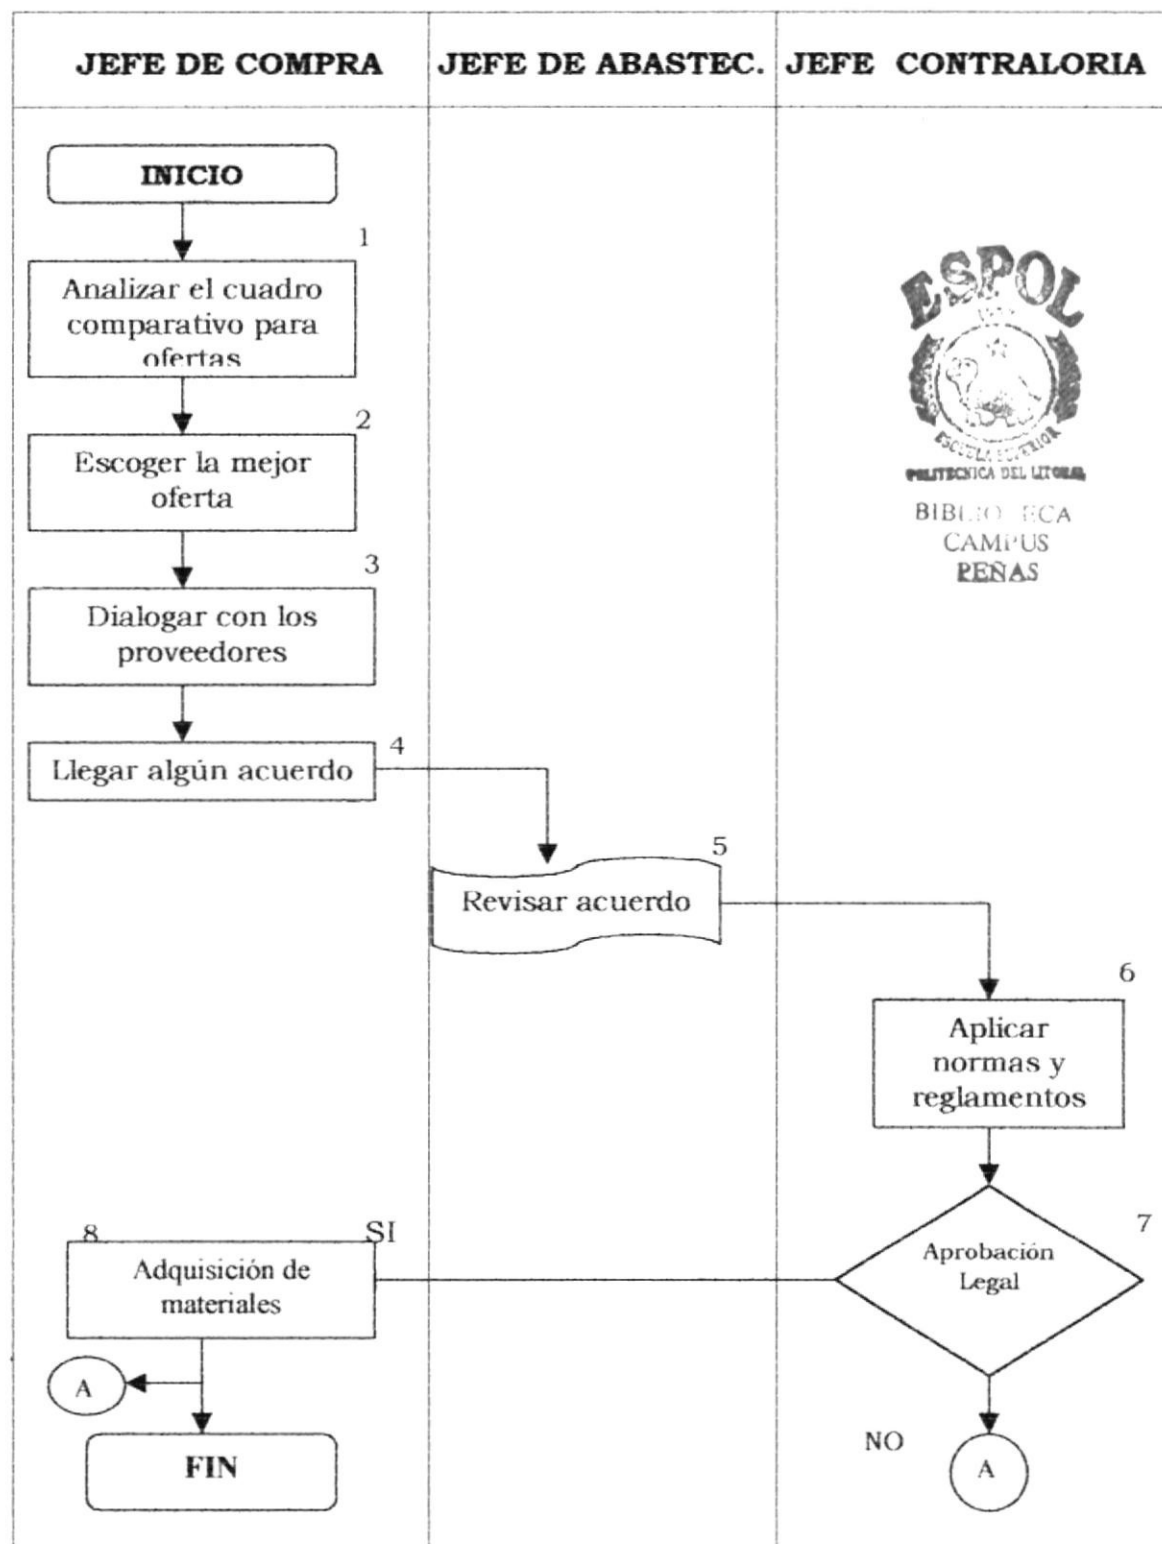 JEFE DE COMPRA
JEFE DE ABASTEC.
JEFE CONTRALORIA
INICIO
1
Analizar el cuadro
comparativo para
ofertas
2
Escoger la mejor
oferta
3
Dialogar con los
proveedores
4
Llegar algún acuerdo
5
Revisar acuerdo
6
Aplicar
normas y
reglamentos
7
Aprobación
Legal
SI
8
Adquisición de
materiales
A
FIN
NO
A
ESPOL
ESCUELA SUPERIOR
POLITECNICA DEL LITORAL
CAMPUS
PEÑAS